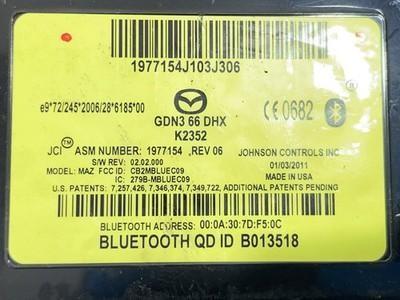 1977154J103J306
e9*72/245*2006/28*6185*00
GDN3 66 DHX
CE 0682
K2352
JCI™ ASM NUMBER: 1977154 ,REV 06
JOHNSON CONTROLS INC
S/W REV: 02.02.000
01/03/2011
MODEL: MAZ FCC ID: CB2MBLUEC09
MADE IN USA
IC: 279B-MBLUEC09
U.S. PATENTS: 7,257,426, 7,346,374, 7,349,722, ADDITIONAL PATENTS PENDING
BLUETOOTH ADDRESS: 00:0A:30:7D:F5:0C
BLUETOOTH QD ID B013518